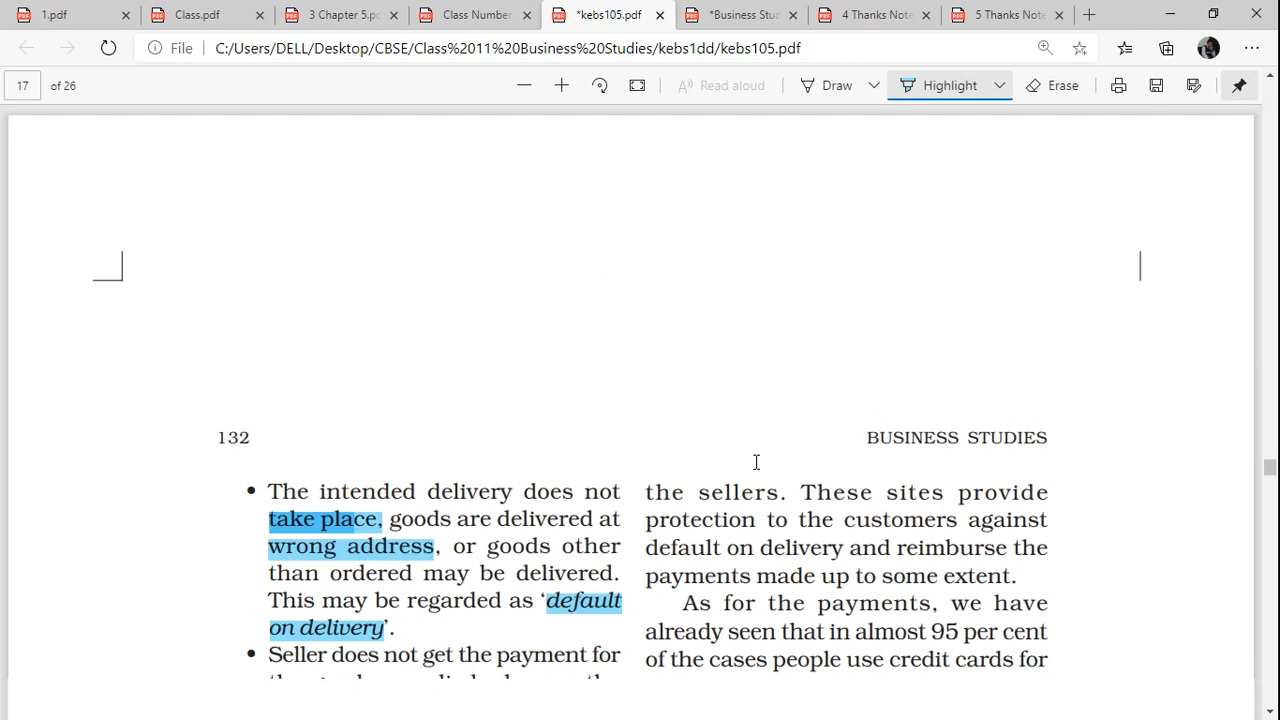 1.pdf
Class.pdf
3 Chapter 5.pd
Class Number
*kebs105.pdf
*Business Stud
4 Thanks Note
5 Thanks Note
File
C:/Users/DELL/Desktop/CBSE/Class%2011%20Business%20Studies/kebs1dd/kebs105.pdf
17 of 26
Read aloud
Draw
Highlight
Erase
132
BUSINESS STUDIES
• The intended delivery does not
take place, goods are delivered at
wrong address, or goods other
than ordered may be delivered.
This may be regarded as ‘default
on delivery’.
• Seller does not get the payment for
the sellers. These sites provide
protection to the customers against
default on delivery and reimburse the
payments made up to some extent.
As for the payments, we have
already seen that in almost 95 per cent
of the cases people use credit cards for